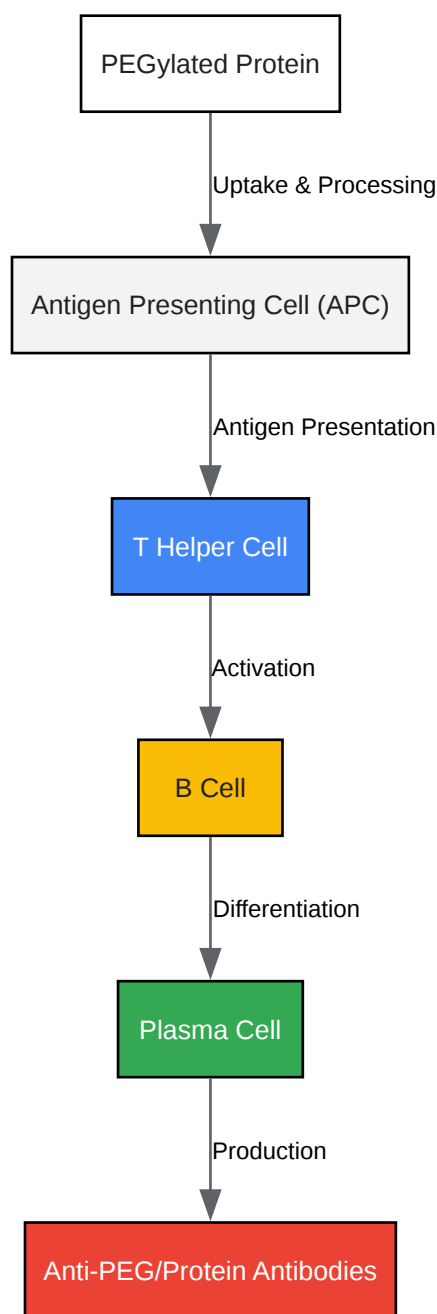 PEGylated Protein
Uptake & Processing
Antigen Presenting Cell (APC)
Antigen Presentation
T Helper Cell
Activation
B Cell
Differentiation
Plasma Cell
Production
Anti-PEG/Protein Antibodies